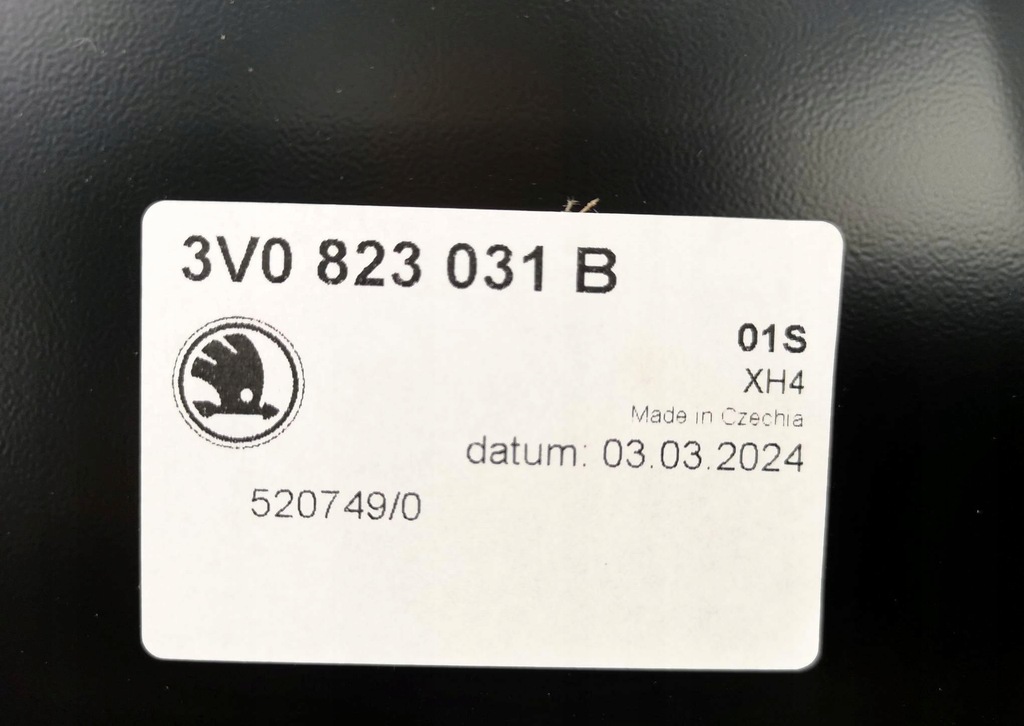 3V0 823 031 B
01S
XH4
Made in Czechia
datum: 03.03.2024
520749/0